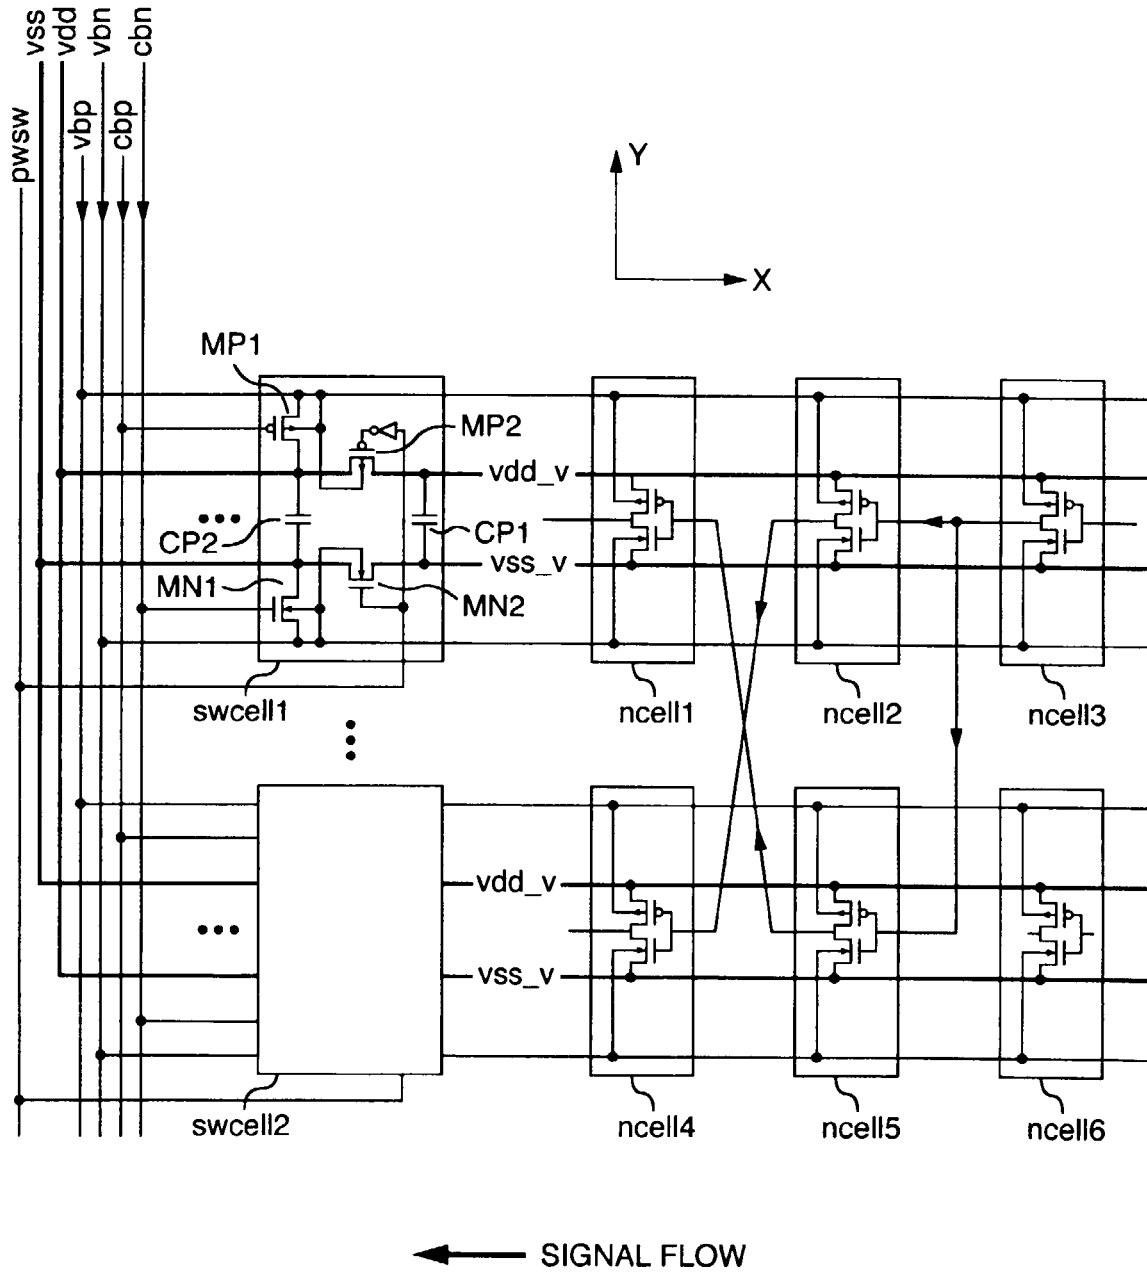 vss
vdd
vbn
cbn
pwsw
vbp
cbp
Y
X
MP1
MP2
vdd_v
CP2
CP1
vss_v
MN1
MN2
swcell1
ncell1
ncell2
ncell3
vdd_v
vss_v
swcell2
ncell4
ncell5
ncell6
SIGNAL FLOW